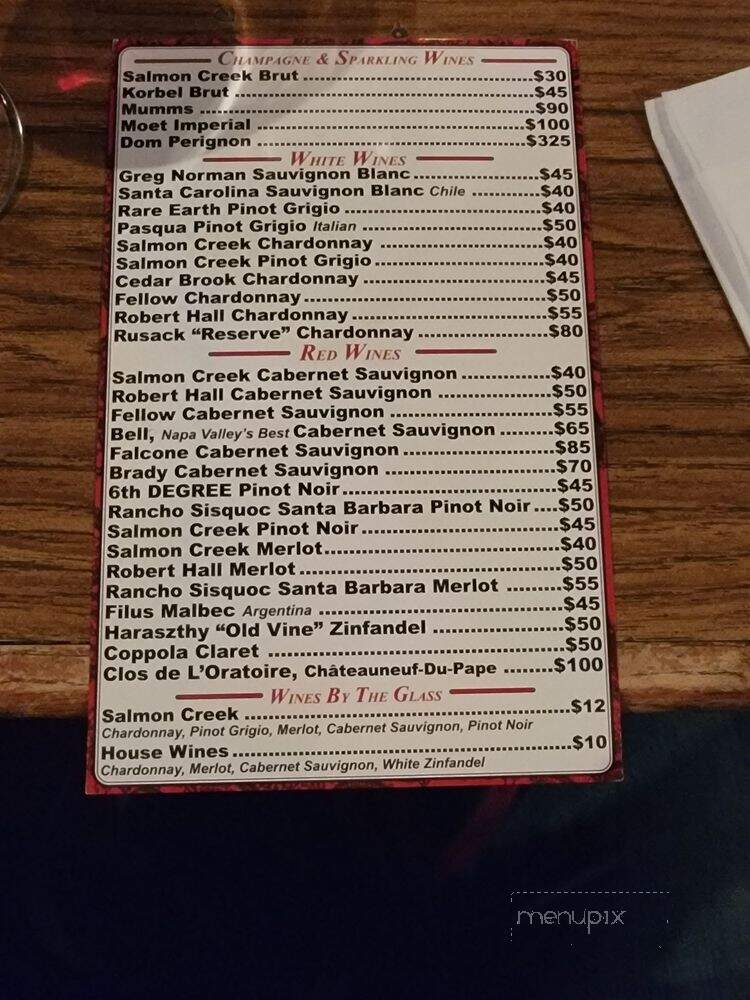 CHAMPAGNE & SPARKLING WINES
Salmon Creek Brut ........ $30
Korbel Brut ........ $45
Mumms ........ $90
Moet Imperial ........ $100
Dom Perignon ........ $325
WHITE WINES
Greg Norman Sauvignon Blanc ........ $45
Santa Carolina Sauvignon Blanc Chile ........ $40
Rare Earth Pinot Grigio ........ $40
Pasqua Pinot Grigio Italian ........ $50
Salmon Creek Chardonnay ........ $40
Salmon Creek Pinot Grigio ........ $40
Cedar Brook Chardonnay ........ $45
Fellow Chardonnay ........ $50
Robert Hall Chardonnay ........ $55
Rusack “Reserve” Chardonnay ........ $80
RED WINES
Salmon Creek Cabernet Sauvignon ........ $40
Robert Hall Cabernet Sauvignon ........ $50
Fellow Cabernet Sauvignon ........ $55
Bell, Napa Valley's Best Cabernet Sauvignon ........ $65
Falcone Cabernet Sauvignon ........ $85
Brady Cabernet Sauvignon ........ $70
6th DEGREE Pinot Noir ........ $45
Rancho Sisquoc Santa Barbara Pinot Noir .... $50
Salmon Creek Pinot Noir ........ $45
Salmon Creek Merlot ........ $40
Robert Hall Merlot ........ $50
Rancho Sisquoc Santa Barbara Merlot ........ $55
Filus Malbec Argentina ........ $45
Haraszthy “Old Vine” Zinfandel ........ $50
Coppola Claret ........ $50
Clos de L'Oratoire, Châteauneuf-Du-Pape ........ $100
WINES BY THE GLASS
Salmon Creek ........ $12
Chardonnay, Pinot Grigio, Merlot, Cabernet Sauvignon, Pinot Noir
House Wines ........ $10
Chardonnay, Merlot, Cabernet Sauvignon, White Zinfandel
menupix